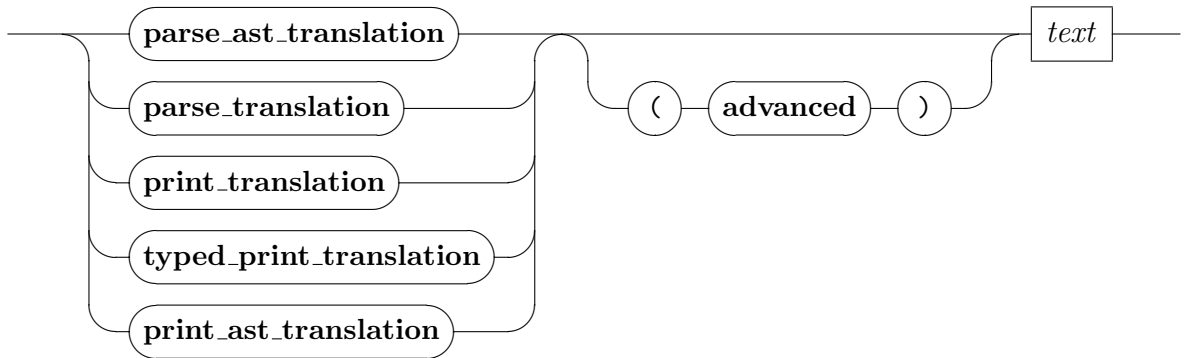 parse_ast_translation text
parse_translation ( advanced )
print_translation
typed_print_translation
print_ast_translation